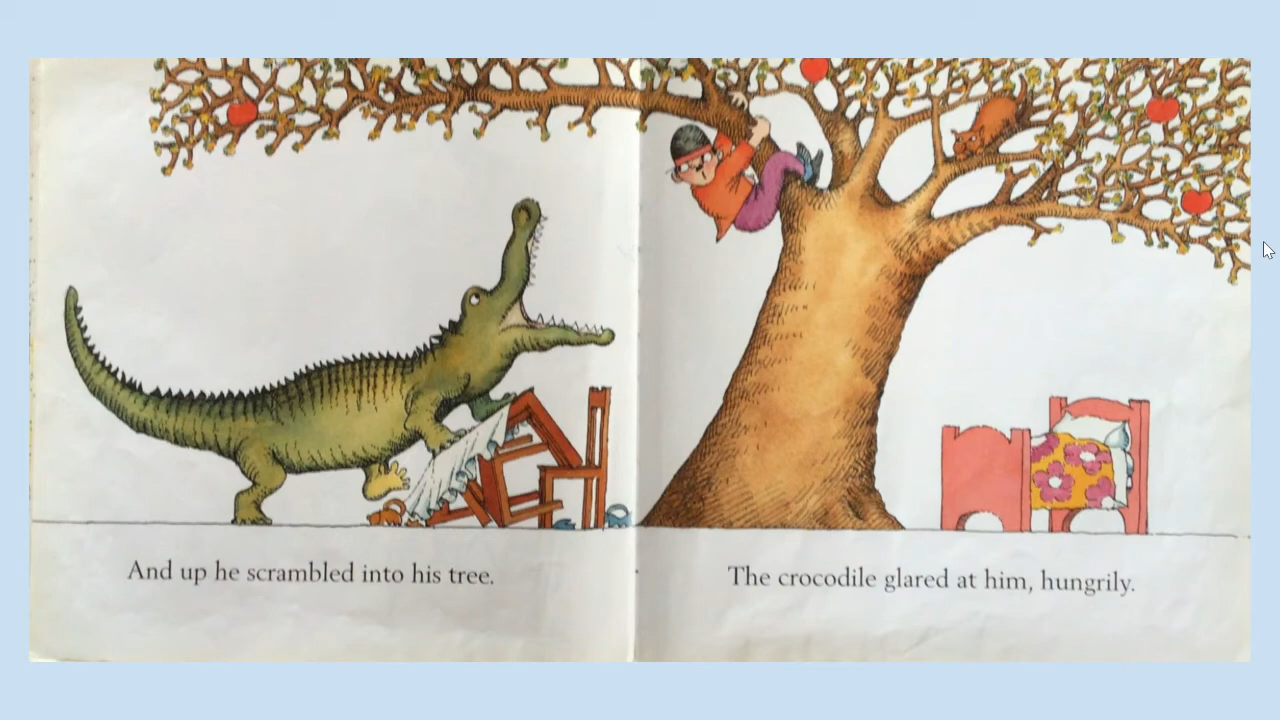 And up he scrambled into his tree.
The crocodile glared at him, hungrily.